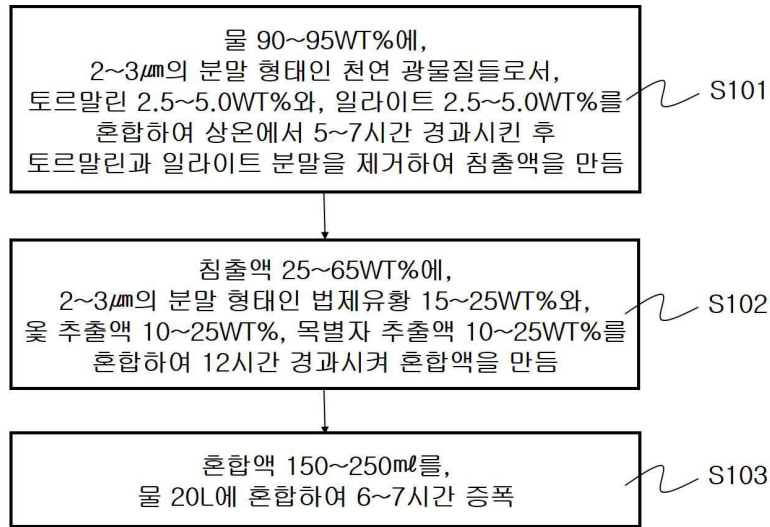 물 90~95WT%에,
2~3㎛의 분말 형태인 천연 광물질들로서,
토르말린 2.5~5.0WT%와, 일라이트 2.5~5.0WT%를
혼합하여 상온에서 5~7시간 경과시킨 후
토르말린과 일라이트 분말을 제거하여 침출액을 만듬
S101
침출액 25~65WT%에,
2~3㎛의 분말 형태인 법제유황 15~25WT%와,
옻 추출액 10~25WT%, 목별자 추출액 10~25WT%를
혼합하여 12시간 경과시켜 혼합액을 만듬
S102
혼합액 150~250㎖를,
물 20L에 혼합하여 6~7시간 증폭
S103